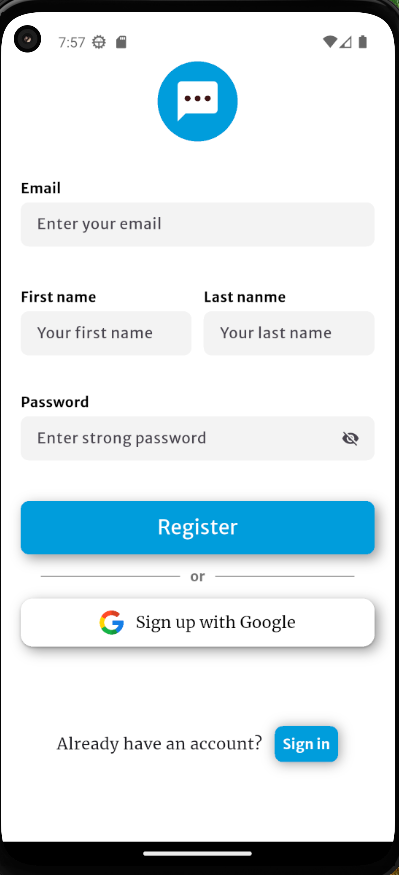 7:57
Email
Enter your email
First name Last nanme
Your first name Your last name
Password
Enter strong password
Register
or
Sign up with Google
Already have an account? Sign in